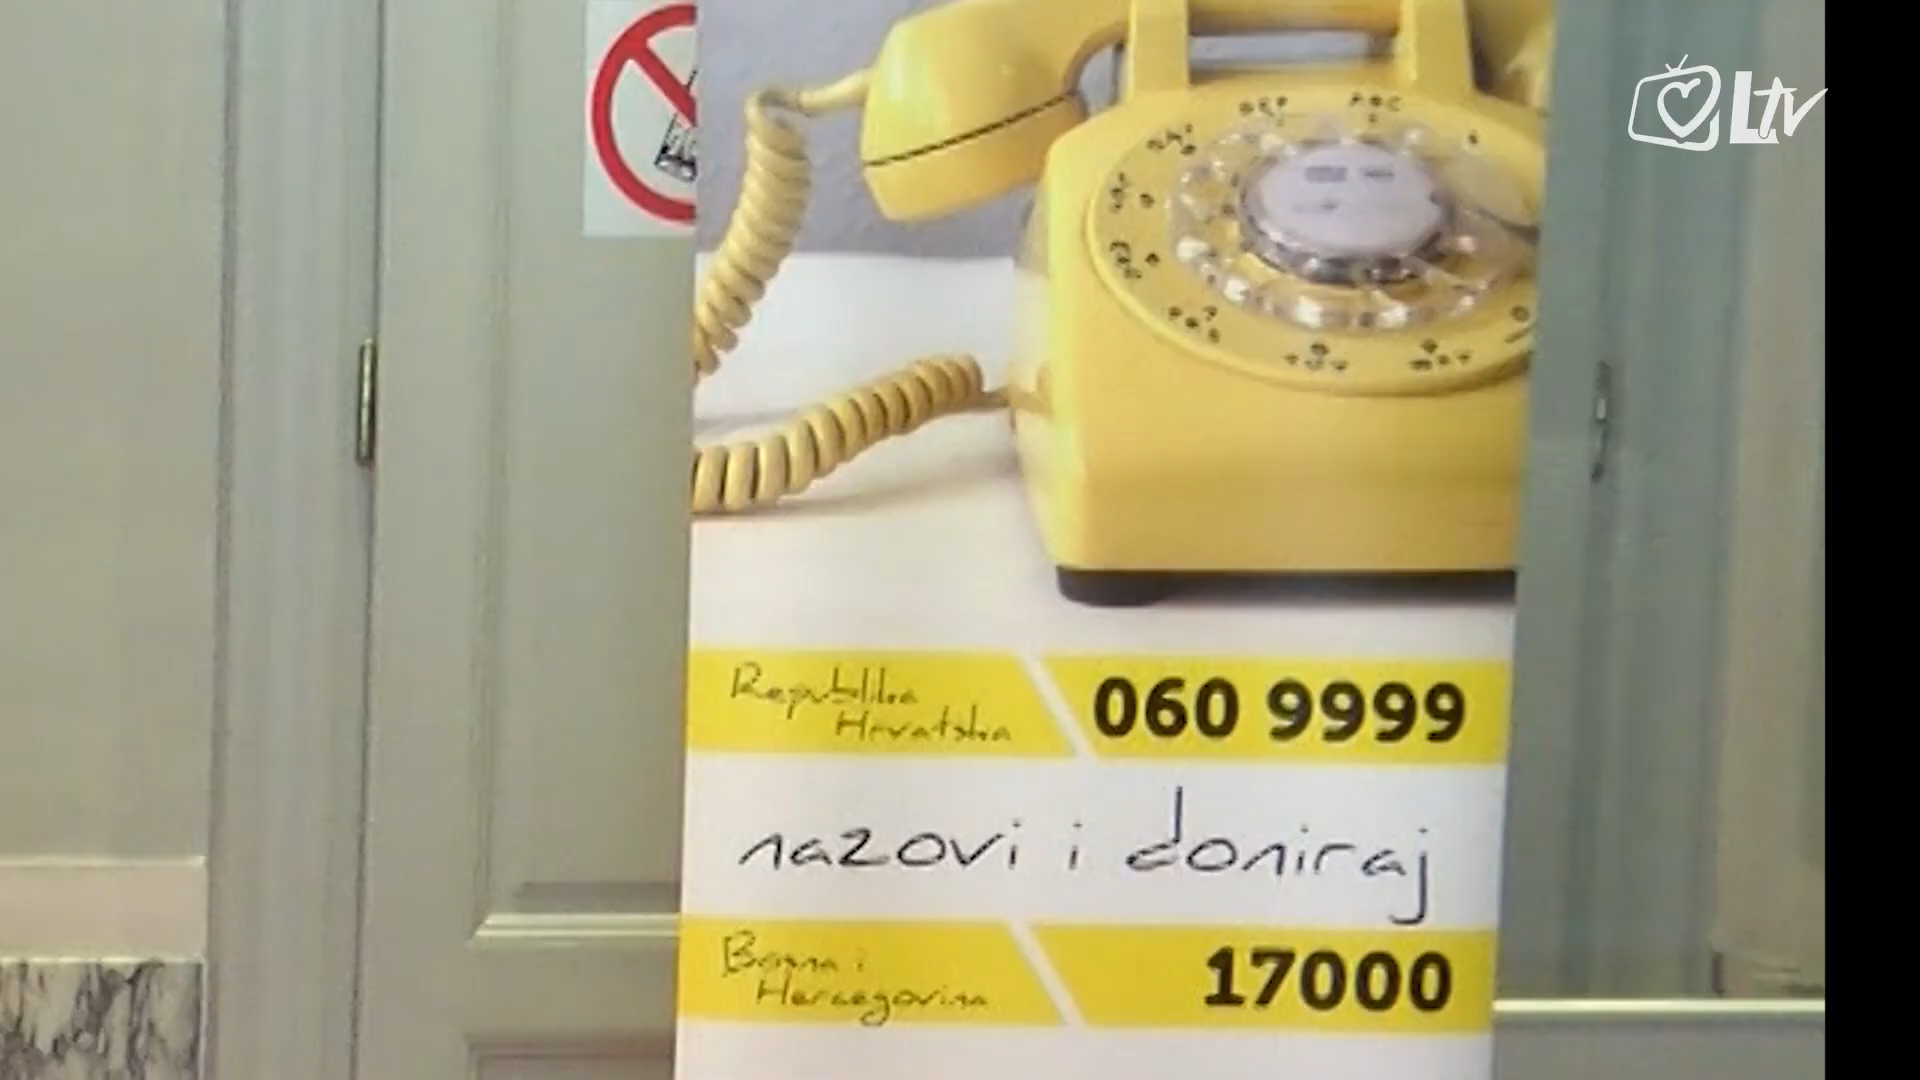 LTV
Republika
Hrvatska
060 9999
nazovi i doniraj
Bosna i
Hercegovina
17000